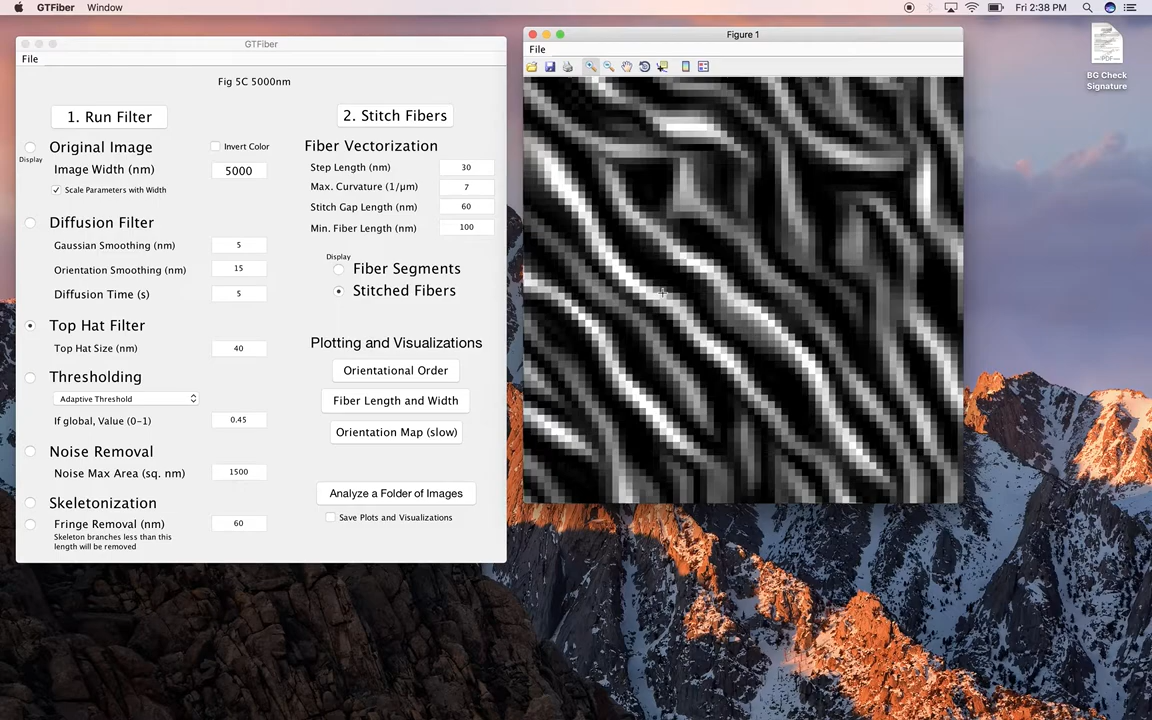 GTFiber Window
Fri 2:38 PM
GTFiber
File
Fig 5C 5000nm
1. Run Filter
Display
Original Image
Invert Color
Image Width (nm) 5000
Scale Parameters with Width
Diffusion Filter
Gaussian Smoothing (nm) 5
Orientation Smoothing (nm) 15
Diffusion Time (s) 5
Top Hat Filter
Top Hat Size (nm) 40
Thresholding
Adaptive Threshold
If global, Value (0-1) 0.45
Noise Removal
Noise Max Area (sq. nm) 1500
Skeletonization
Fringe Removal (nm) 60
Skeleton branches less than this
length will be removed
2. Stitch Fibers
Fiber Vectorization
Step Length (nm) 30
Max. Curvature (1/μm) 7
Stitch Gap Length (nm) 60
Min. Fiber Length (nm) 100
Display
Fiber Segments
Stitched Fibers
Plotting and Visualizations
Orientational Order
Fiber Length and Width
Orientation Map (slow)
Analyze a Folder of Images
Save Plots and Visualizations
Figure 1
File
PDF
BG Check
Signature